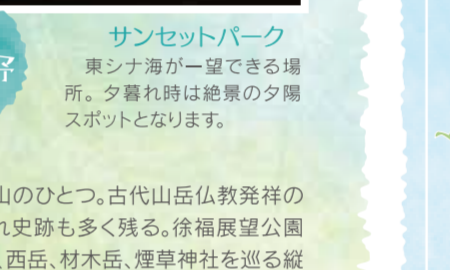 サンセットパーク
東シナ海が一望できる場
所。夕暮れ時は絶景の夕陽
スポットとなります。
野
山のひとつ。古代山岳仏教発祥の
れ史跡も多く残る。徐福展望公園
、西岳、材木岳、煙草神社を巡る縦